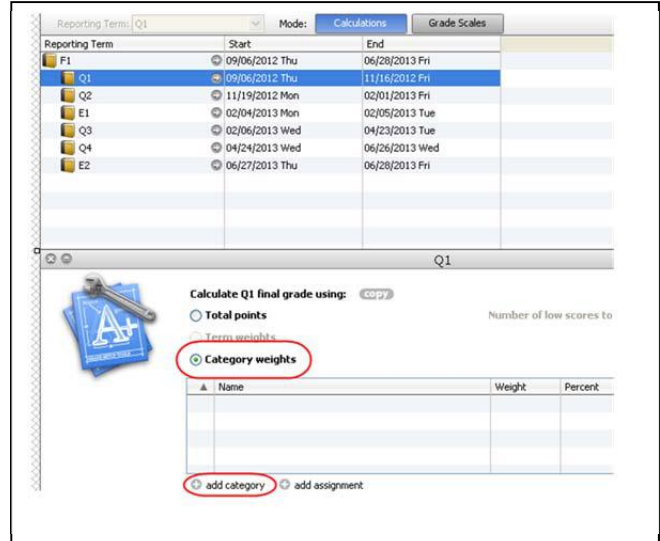 Reporting Term: Q1 Mode: Calculations Grade Scales
Reporting Term Start End
F1 09/06/2012 Thu 06/28/2013 Fri
Q1 09/06/2012 Thu 11/16/2012 Fri
Q2 11/19/2012 Mon 02/01/2013 Fri
E1 02/04/2013 Mon 02/05/2013 Tue
Q3 02/06/2013 Wed 04/23/2013 Tue
Q4 04/24/2013 Wed 06/26/2013 Wed
E2 06/27/2013 Thu 06/28/2013 Fri
Q1
Calculate Q1 final grade using: copy
Total points Number of low scores to
Term weights
Category weights
A+
Name Weight Percent
add category add assignment